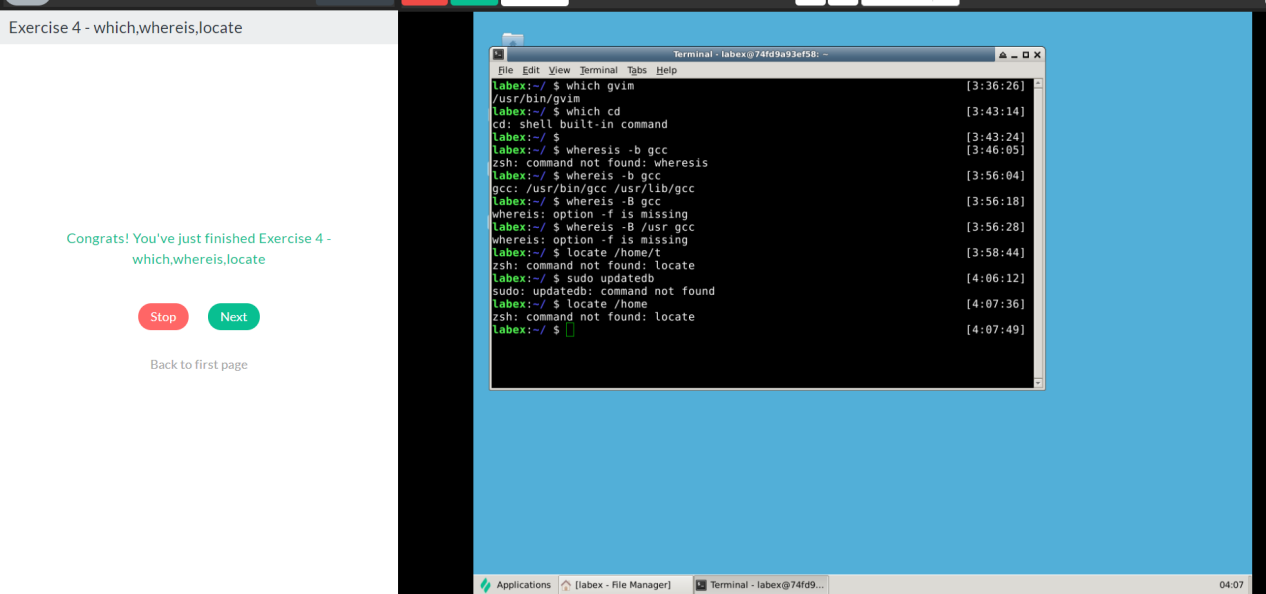 Exercise 4 - which,whereis,locate
Congrats! You've just finished Exercise 4 -
which,whereis,locate
Stop
Next
Back to first page
Terminal - labex@74fd9a93ef58: ~
File Edit View Terminal Tabs Help
labex:~/ $ which gvim [3:36:26]
/usr/bin/gvim
labex:~/ $ which cd [3:43:14]
cd: shell built-in command
labex:~/ $ [3:43:24]
labex:~/ $ wheresis -b gcc [3:46:05]
zsh: command not found: wheresis
labex:~/ $ whereis -b gcc [3:56:04]
gcc: /usr/bin/gcc /usr/lib/gcc
labex:~/ $ whereis -B gcc [3:56:18]
whereis: option -f is missing
labex:~/ $ whereis -B /usr gcc [3:56:28]
whereis: option -f is missing
labex:~/ $ locate /home/t [3:58:44]
zsh: command not found: locate
labex:~/ $ sudo updatedb [4:06:12]
sudo: updatedb: command not found
labex:~/ $ locate /home [4:07:36]
zsh: command not found: locate
labex:~/ $ [4:07:49]
Applications [labex - File Manager] Terminal - labex@74fd9... 04:07